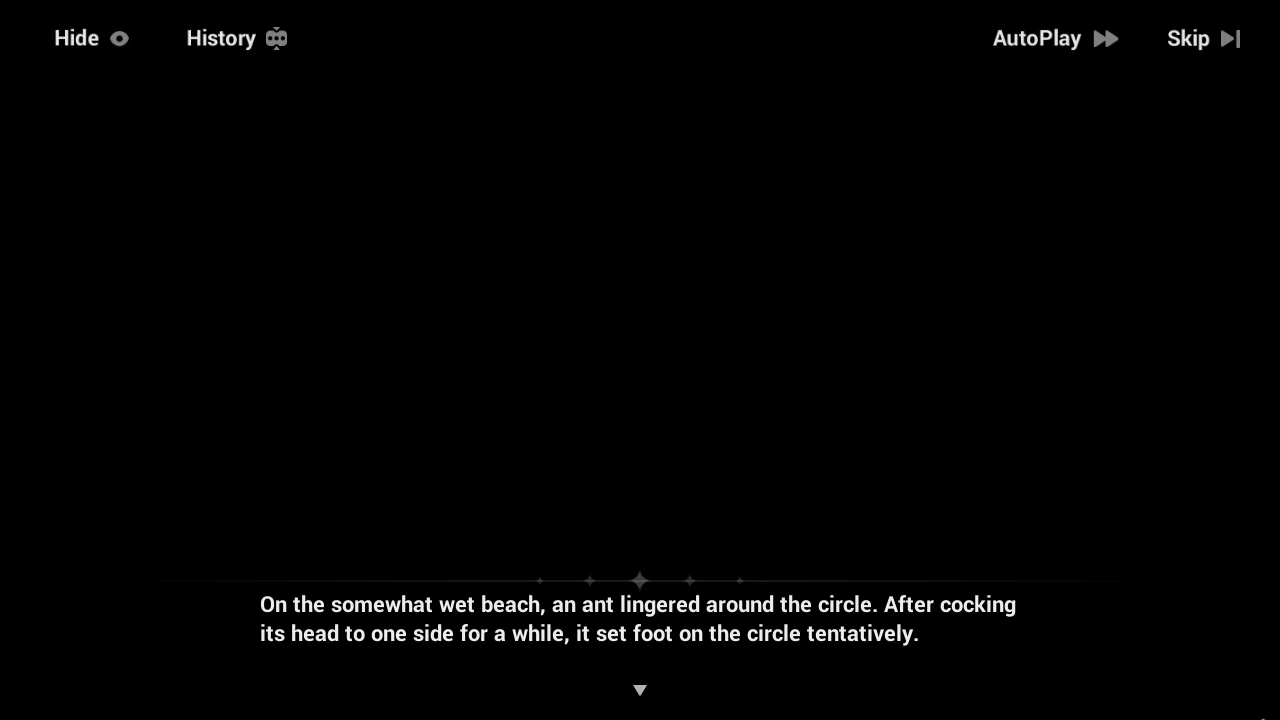 Hide
History
AutoPlay
Skip
On the somewhat wet beach, an ant lingered around the circle. After cocking
its head to one side for a while, it set foot on the circle tentatively.